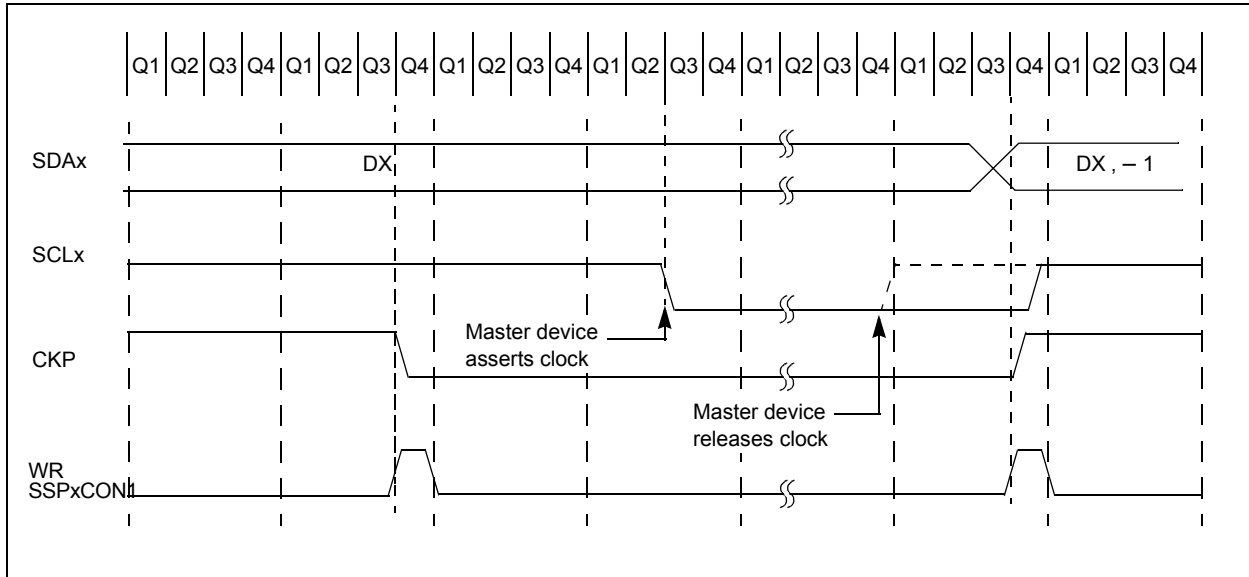 Q1 Q2 Q3 Q4 Q1 Q2 Q3 Q4 Q1 Q2 Q3 Q4 Q1 Q2 Q3 Q4 Q1 Q2 Q3 Q4 Q1 Q2 Q3 Q4 Q1 Q2 Q3 Q4
SDAx
DX
DX , – 1
SCLx
Master device
asserts clock
CKP
Master device
releases clock
WR
SSPxCON1